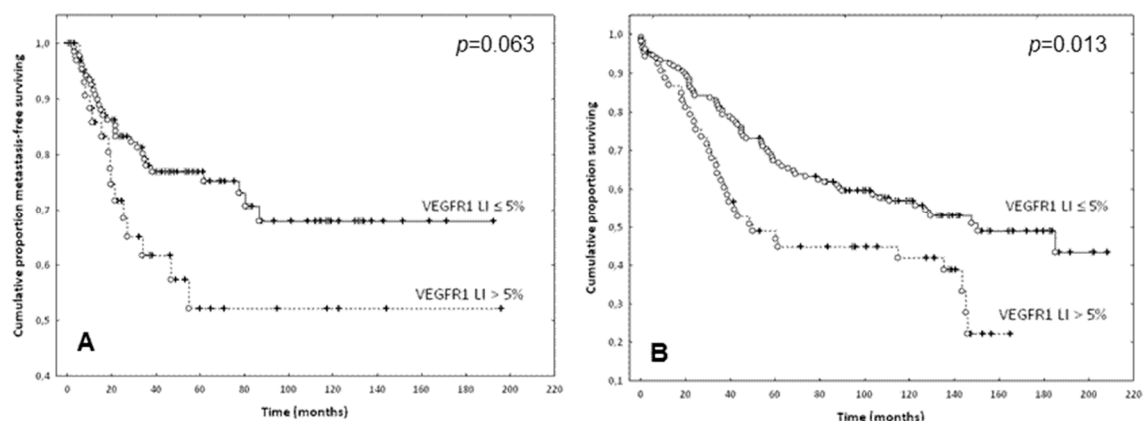 p=0.063
Cumulative proportion metastasis-free surviving
1,0
0,9
0,8
0,7
0,6
0,5
0,4
VEGFR1 LI ≤ 5%
VEGFR1 LI > 5%
A
0 20 40 60 80 100 120 140 160 180 200 220
Time (months)
p=0.013
Cumulative proportion surviving
1,0
0,9
0,8
0,7
0,6
0,5
0,4
0,3
0,2
0,1
VEGFR1 LI ≤ 5%
VEGFR1 LI > 5%
B
0 20 40 60 80 100 120 140 160 180 200 220
Time (months)